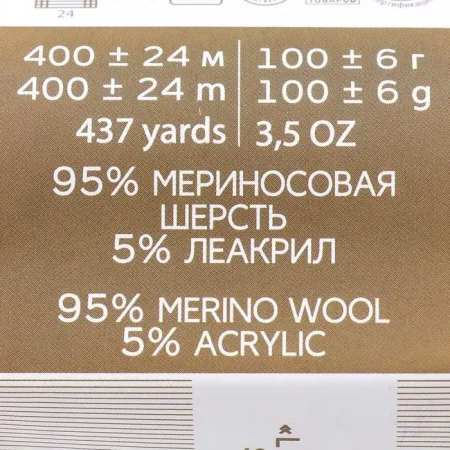 24
400 ± 24 м 100 ± 6 г
400 ± 24 m 100 ± 6 g
437 yards 3,5 OZ
95% МЕРИНОСОВАЯ
ШЕРСТЬ
5% ЛЕАКРИЛ
95% MERINO WOOL
5% ACRYLIC